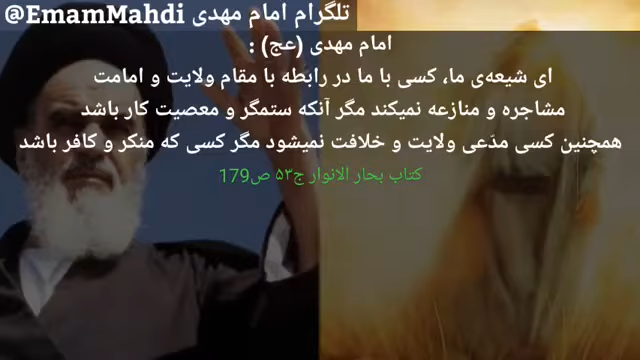 @EmamMahdi تلگرام امام مهدی
امام مهدی (عج) :
ای شیعه‌ی ما، کسی با ما در رابطه با مقام ولایت و امامت
مشاجره و منازعه نمیکند مگر آنکه ستمگر و معصیت کار باشد
همچنین کسی مدَعی ولایت و خلافت نمیشود مگر کسی که منکر و کافر باشد
کتاب بحار الانوار ج۵۳ ص179